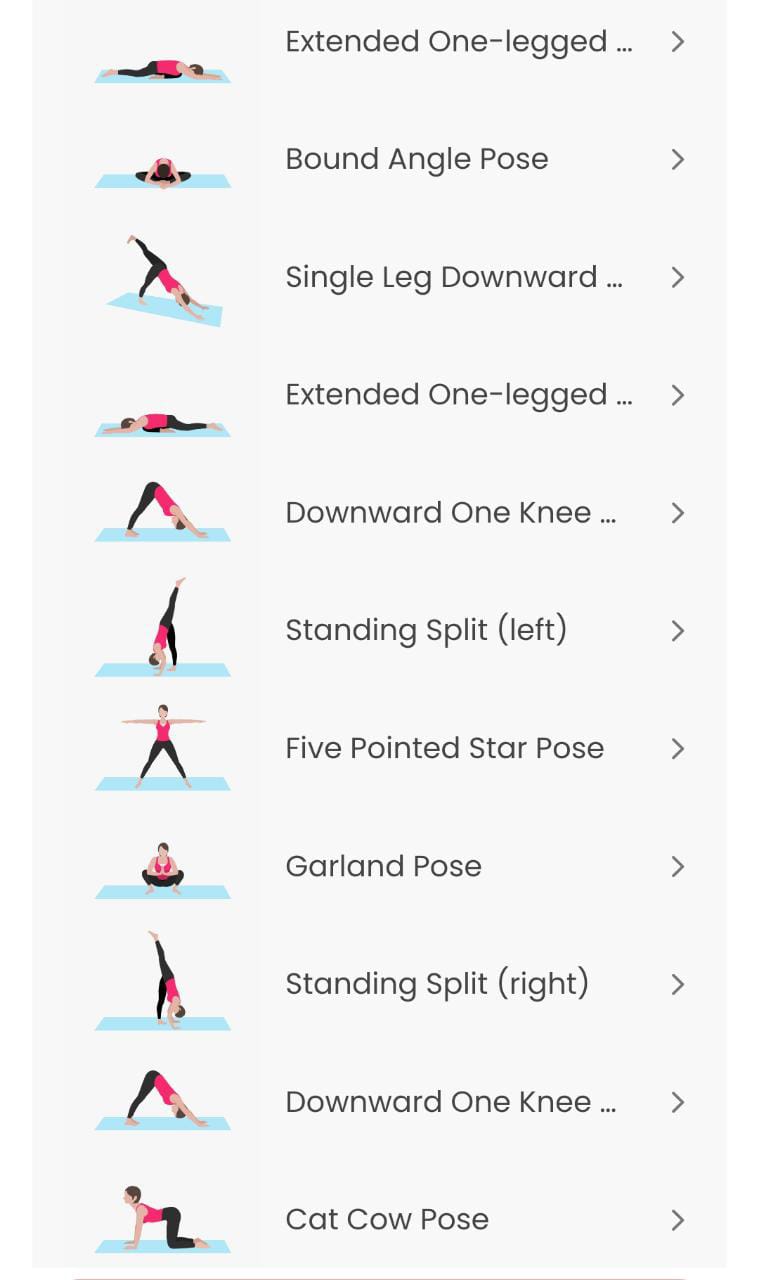 Extended One-legged ...
Bound Angle Pose
Single Leg Downward ...
Extended One-legged ...
Downward One Knee ...
Standing Split (left)
Five Pointed Star Pose
Garland Pose
Standing Split (right)
Downward One Knee ...
Cat Cow Pose